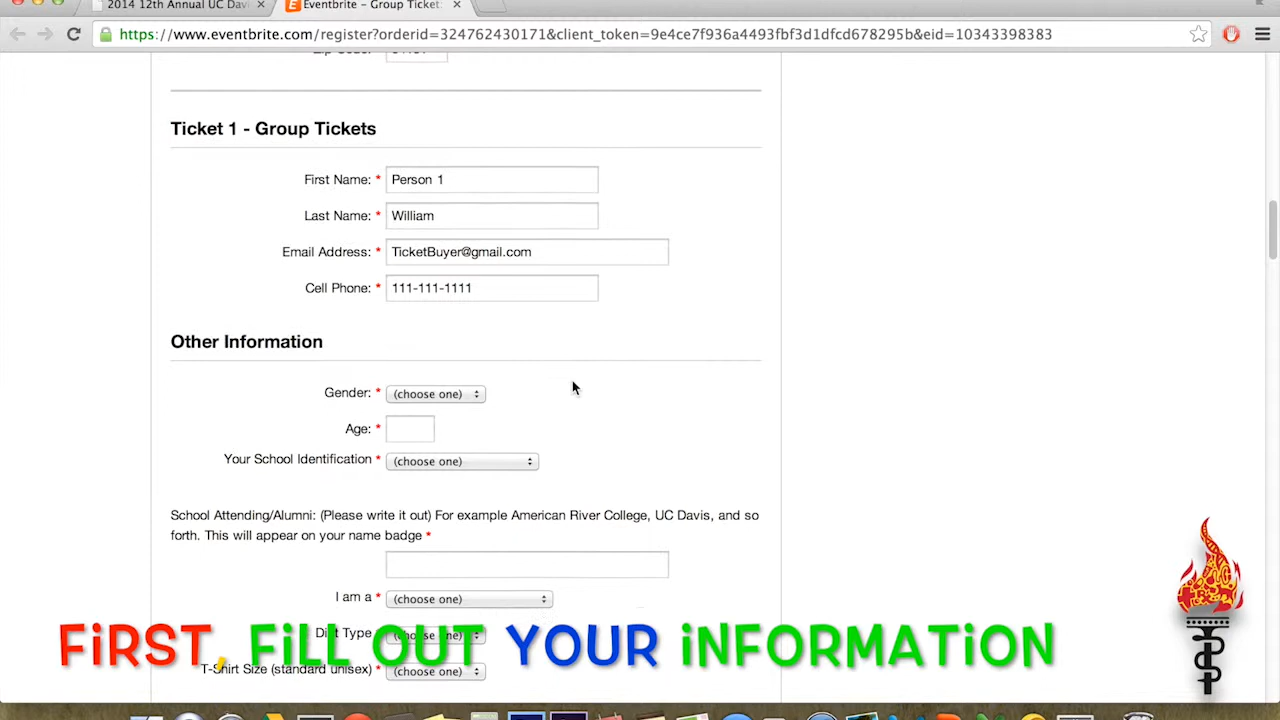 2014 12th Annual UC Davi
Eventbrite – Group Ticket
https://www.eventbrite.com/register?orderid=324762430171&client_token=9e4ce7f936a4493fbf3d1dfcd678295b&eid=10343398383
Ticket 1 - Group Tickets
First Name: * Person 1
Last Name: * William
Email Address: * TicketBuyer@gmail.com
Cell Phone: * 111-111-1111
Other Information
Gender: * (choose one)
Age: *
Your School Identification * (choose one)
School Attending/Alumni: (Please write it out) For example American River College, UC Davis, and so
forth. This will appear on your name badge *
I am a * (choose one)
Diet Type (choose one)
FiRST, FiLL OUT YOUR iNFORMATiON
T-Shirt Size (standard unisex) * (choose one)